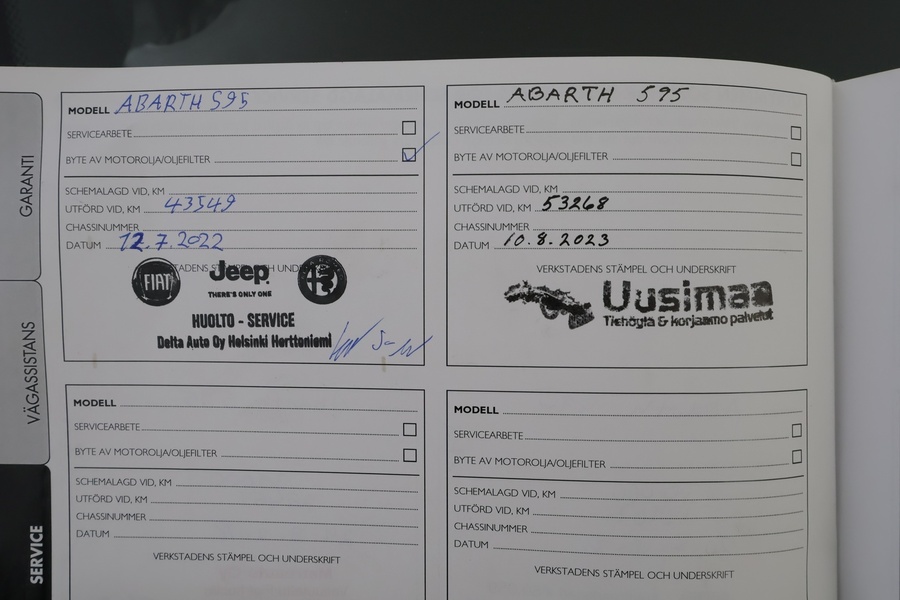 GARANTI
VÄGASSISTANS
SERVICE
MODELL ABARTH 595
SERVICEARBETE
BYTE AV MOTOROLJA/OLJEFILTER
SCHEMALAGD VID, KM
UTFÖRD VID, KM 43549
CHASSINUMMER
DATUM 12.7.2022
FIAT
Jeep
THERE'S ONLY ONE
HUOLTO - SERVICE
Delta Auto Oy Helsinki Herttoniemi
MODELL ABARTH 595
SERVICEARBETE
BYTE AV MOTOROLJA/OLJEFILTER
SCHEMALAGD VID, KM
UTFÖRD VID, KM 53268
CHASSINUMMER
DATUM 10.8.2023
VERKSTADENS STÄMPEL OCH UNDERSKRIFT
Uusimaa
Tiehöylä & korjaamo palvelut
MODELL
SERVICEARBETE
BYTE AV MOTOROLJA/OLJEFILTER
SCHEMALAGD VID, KM
UTFÖRD VID, KM
CHASSINUMMER
DATUM
VERKSTADENS STÄMPEL OCH UNDERSKRIFT
MODELL
SERVICEARBETE
BYTE AV MOTOROLJA/OLJEFILTER
SCHEMALAGD VID, KM
UTFÖRD VID, KM
CHASSINUMMER
DATUM
VERKSTADENS STÄMPEL OCH UNDERSKRIFT